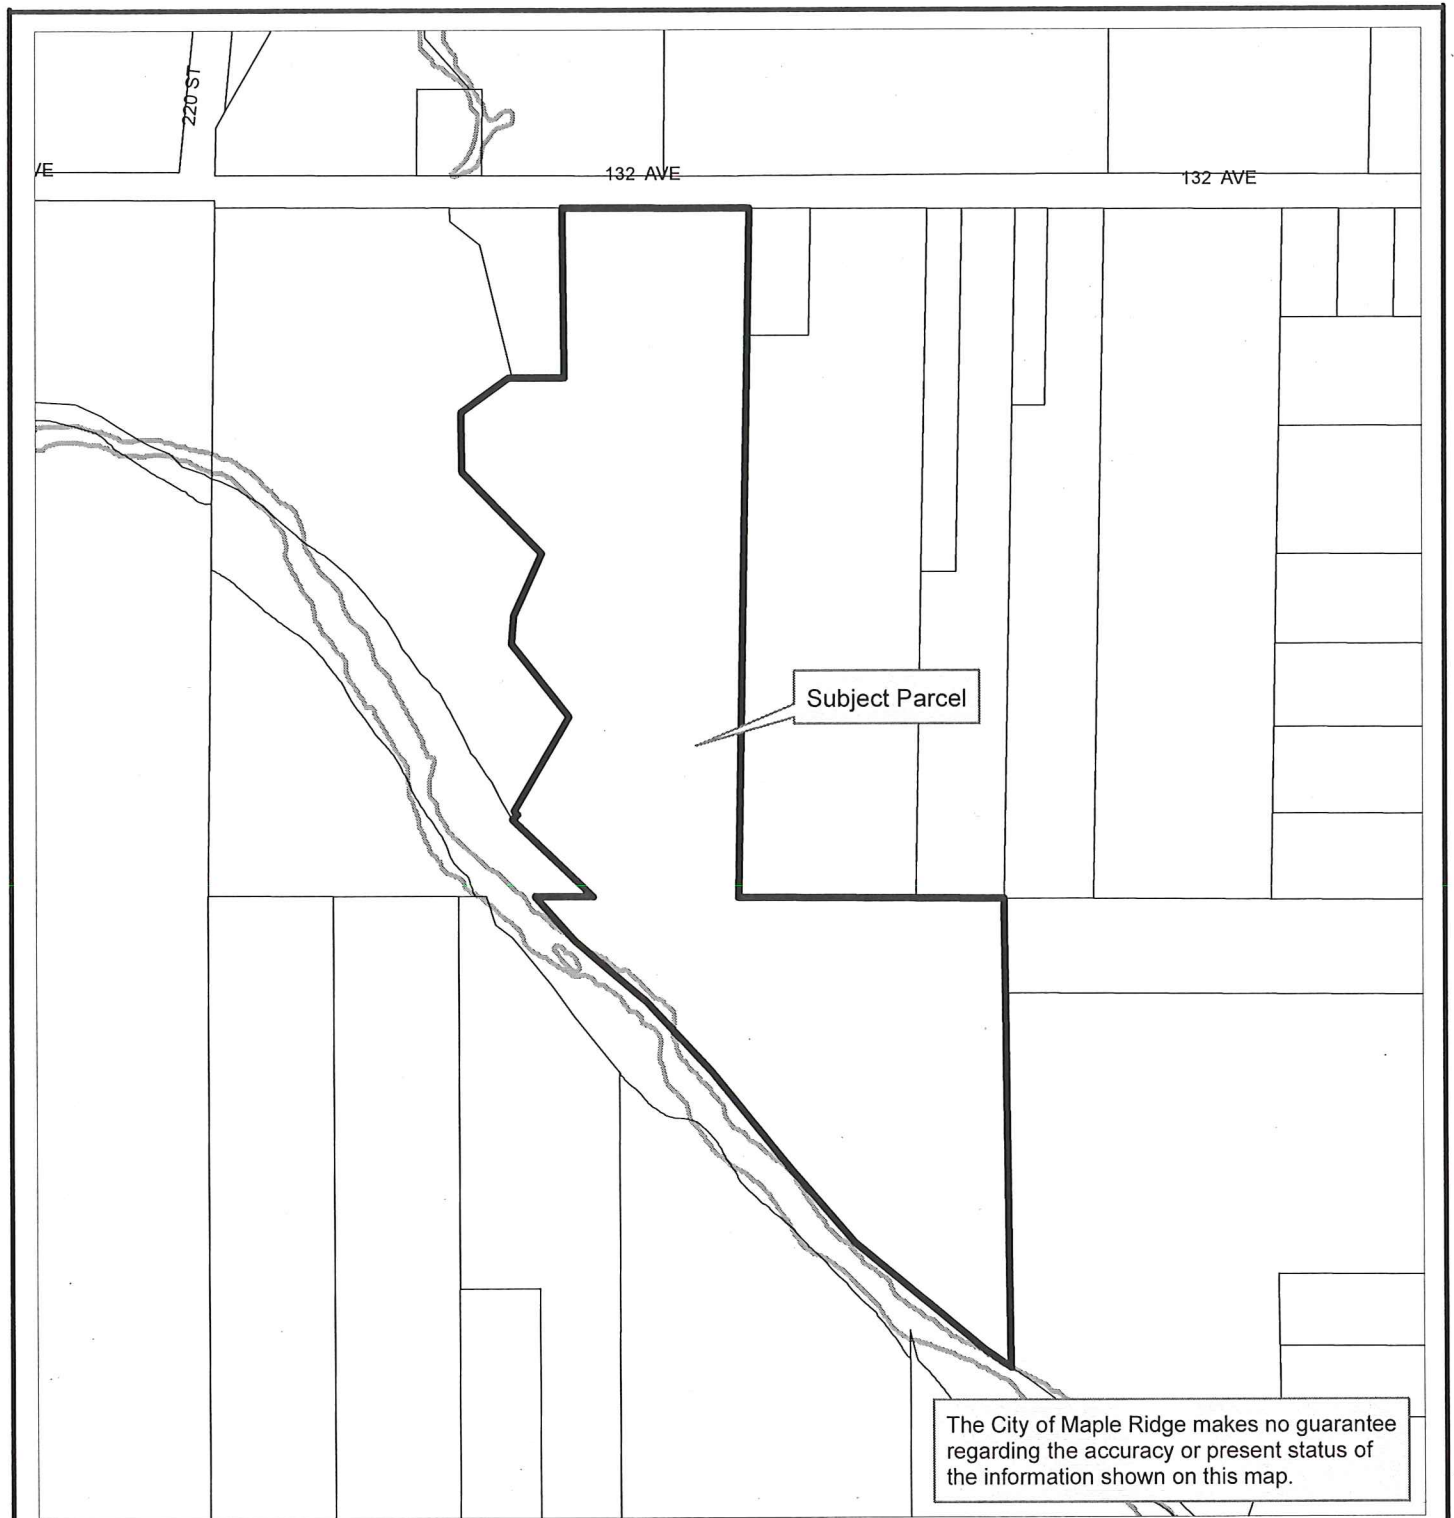 220 ST
VE
132 AVE
132 AVE
Subject Parcel
The City of Maple Ridge makes no guarantee
regarding the accuracy or present status of
the information shown on this map.